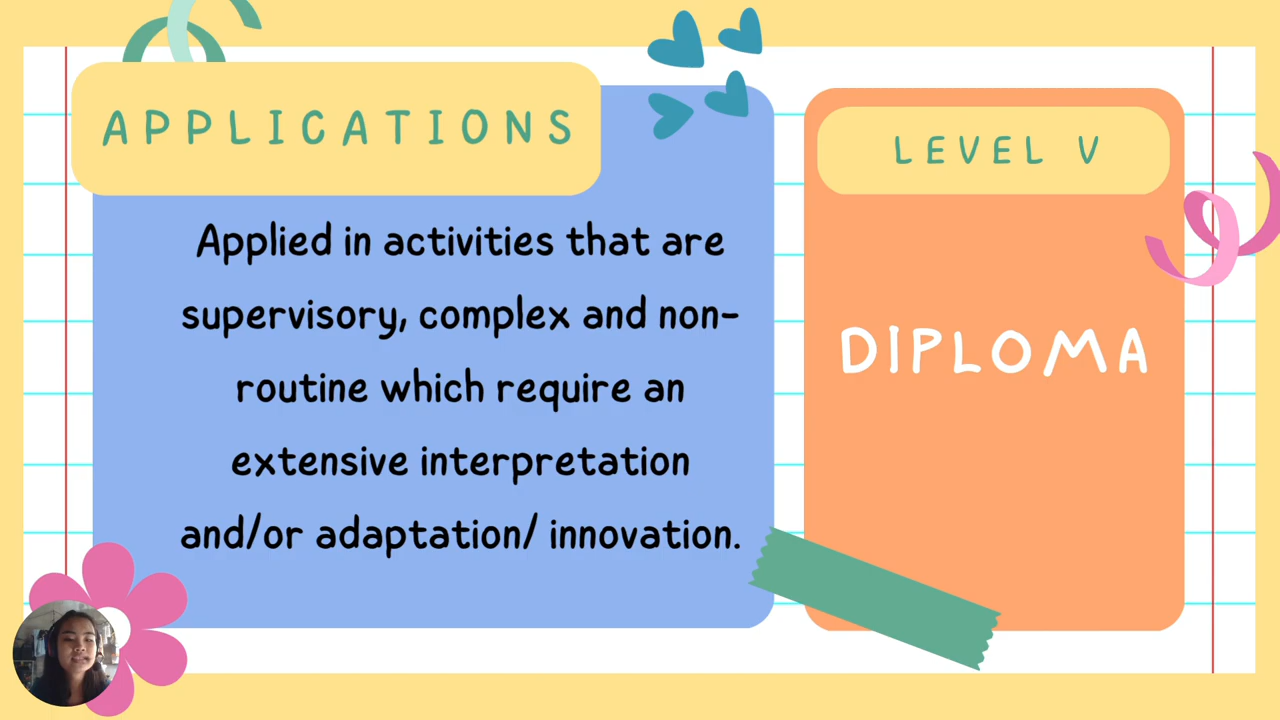 APPLICATIONS
Applied in activities that are
supervisory, complex and non-
routine which require an
extensive interpretation
and/or adaptation/ innovation.
LEVEL V
DIPLOMA